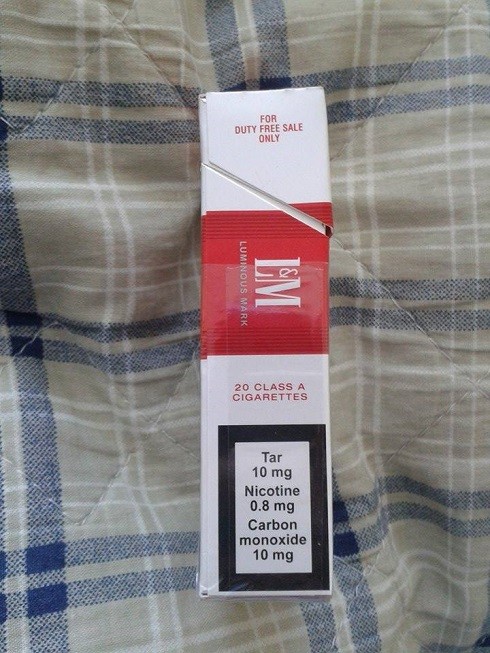 FOR
DUTY FREE SALE
ONLY
L&M
LUMINOUS MARK
20 CLASS A
CIGARETTES
Tar
10 mg
Nicotine
0.8 mg
Carbon
monoxide
10 mg